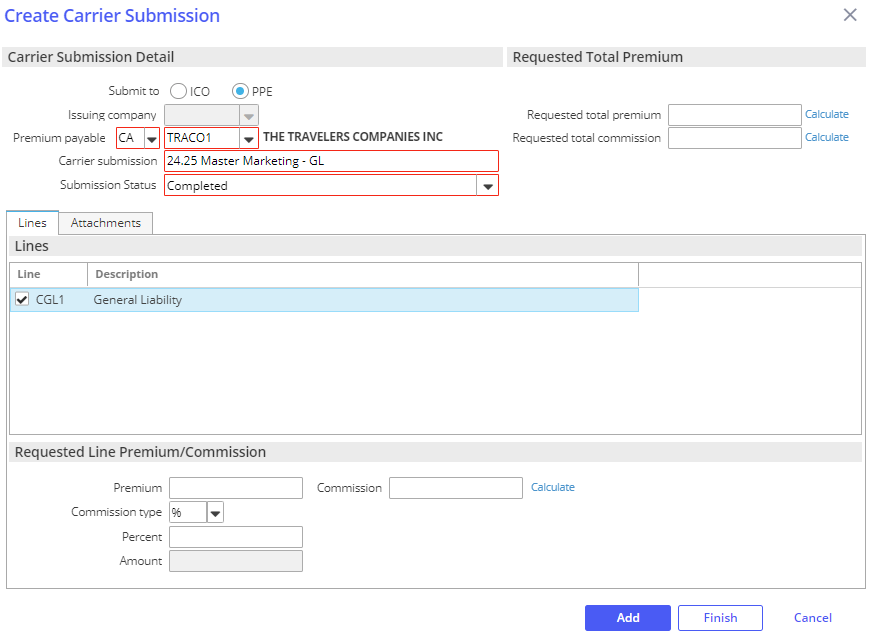 Create Carrier Submission
Carrier Submission Detail
Submit to ICO PPE
Issuing company
Premium payable CA TRACO1 THE TRAVELERS COMPANIES INC
Carrier submission 24.25 Master Marketing - GL
Submission Status Completed
Requested Total Premium
Requested total premium Calculate
Requested total commission Calculate
Lines Attachments
Lines
Line Description
CGL1 General Liability
Requested Line Premium/Commission
Premium Commission Calculate
Commission type %
Percent
Amount
Add Finish Cancel